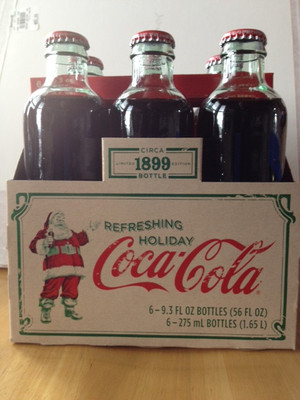 CIRCA
LIMITED 1899 EDITION
BOTTLE
REFRESHING
HOLIDAY
Coca-Cola
6 – 9.3 FL OZ BOTTLES (56 FL OZ)
6 – 275 mL BOTTLES (1.65 L)